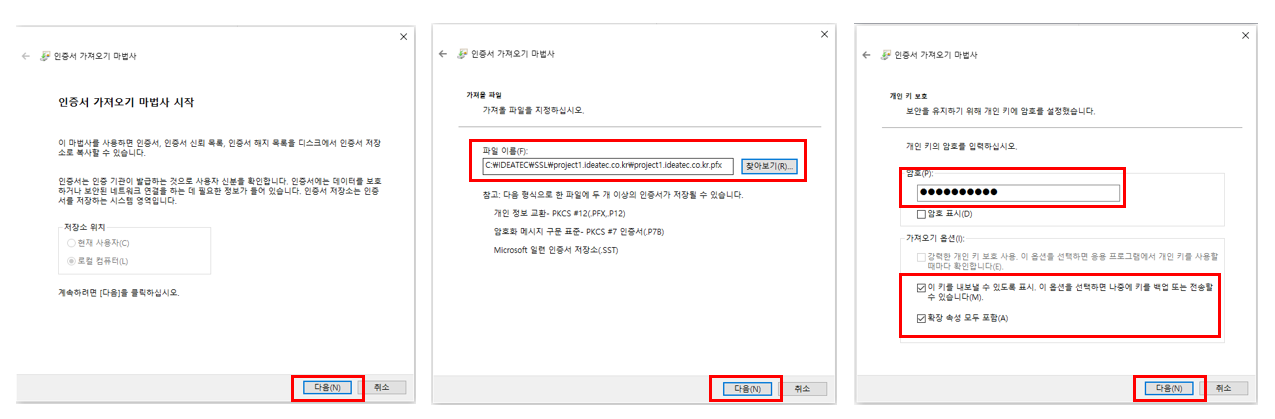 인증서 가져오기 마법사
인증서 가져오기 마법사 시작
이 마법사를 사용하면 인증서, 인증서 신뢰 목록, 인증서 해지 목록을 디스크에서 인증서 저장
소로 복사할 수 있습니다.
인증서는 인증 기관이 발급하는 것으로 사용자 신분을 확인합니다. 인증서에는 데이터를 보호
하거나 보안된 네트워크 연결을 하는 데 필요한 정보가 들어 있습니다. 인증서 저장소는 인증
서를 저장하는 시스템 영역입니다.
저장소 위치
현재 사용자(C)
로컬 컴퓨터(L)
계속하려면 [다음]을 클릭하십시오.
다음(N)
취소
인증서 가져오기 마법사
가져올 파일
가져올 파일을 지정하십시오.
파일 이름(F):
C:₩IDEATEC₩SSL₩project1.ideatec.co.kr₩project1.ideatec.co.kr.pfx
찾아보기(R)...
참고: 다음 형식으로 한 파일에 두 개 이상의 인증서가 저장될 수 있습니다.
개인 정보 교환- PKCS #12(.PFX,.P12)
암호화 메시지 구문 표준- PKCS #7 인증서(.P7B)
Microsoft 일련 인증서 저장소(.SST)
다음(N)
취소
인증서 가져오기 마법사
개인 키 보호
보안을 유지하기 위해 개인 키에 암호를 설정했습니다.
개인 키의 암호를 입력하십시오.
암호(P):
●●●●●●●●●●
암호 표시(D)
가져오기 옵션(I):
강력한 개인 키 보호 사용. 이 옵션을 선택하면 응용 프로그램에서 개인 키를 사용할
때마다 확인합니다(E).
이 키를 내보낼 수 있도록 표시. 이 옵션을 선택하면 나중에 키를 백업 또는 전송할
수 있습니다(M).
확장 속성 모두 포함(A)
다음(N)
취소